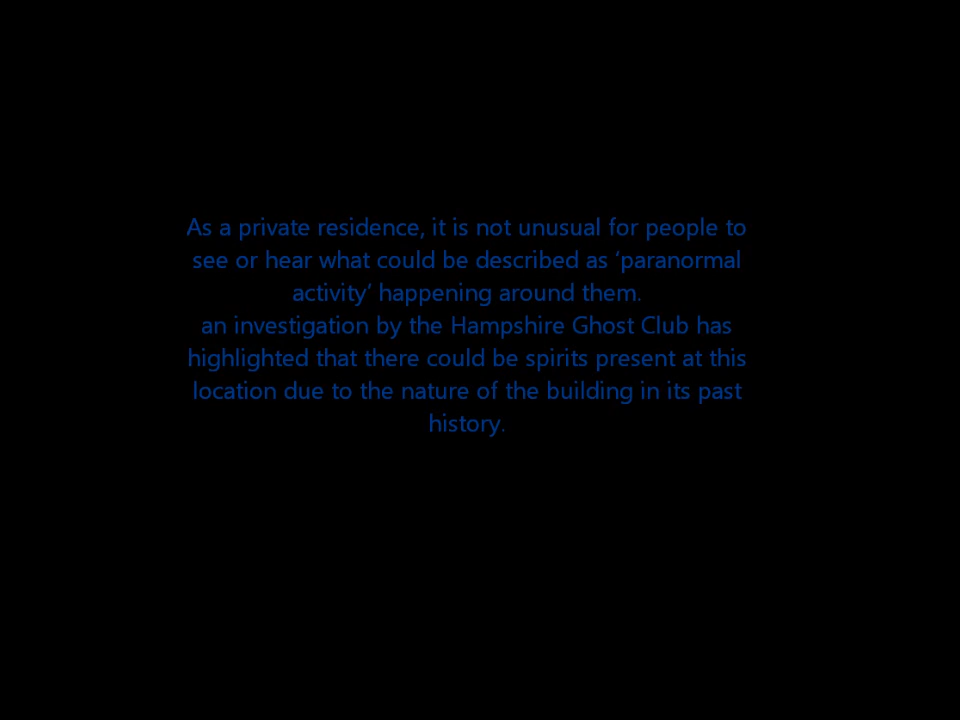 As a private residence, it is not unusual for people to
see or hear what could be described as ‘paranormal
activity’ happening around them.
an investigation by the Hampshire Ghost Club has
highlighted that there could be spirits present at this
location due to the nature of the building in its past
history.